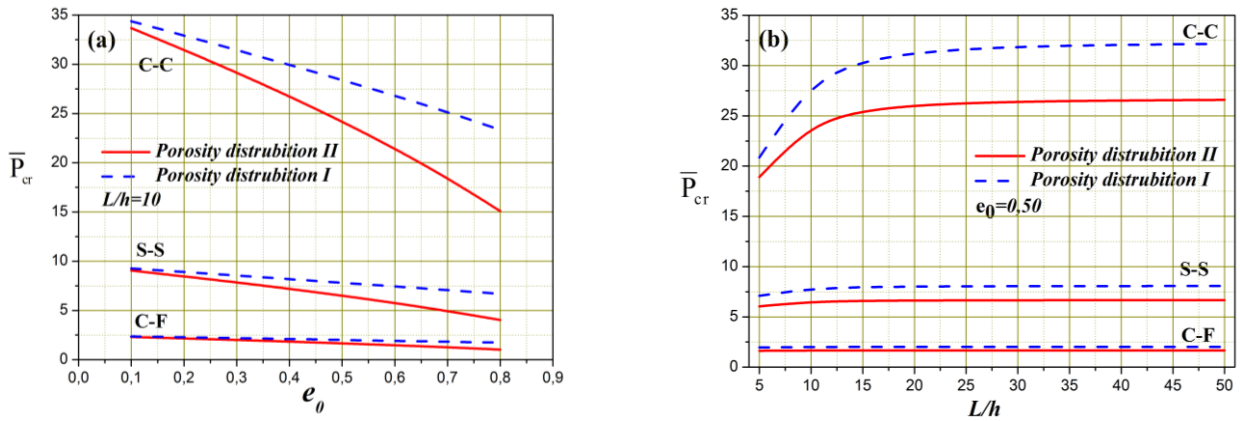 35
30
25
20
15
10
5
0
P̅cr
(a)
C-C
Porosity distrubition II
Porosity distrubition I
L/h=10
S-S
C-F
0,0 0,1 0,2 0,3 0,4 0,5 0,6 0,7 0,8 0,9
e0
35
30
25
20
15
10
5
0
P̅cr
(b)
C-C
Porosity distrubition II
Porosity distrubition I
e0=0,50
S-S
C-F
5 10 15 20 25 30 35 40 45 50
L/h